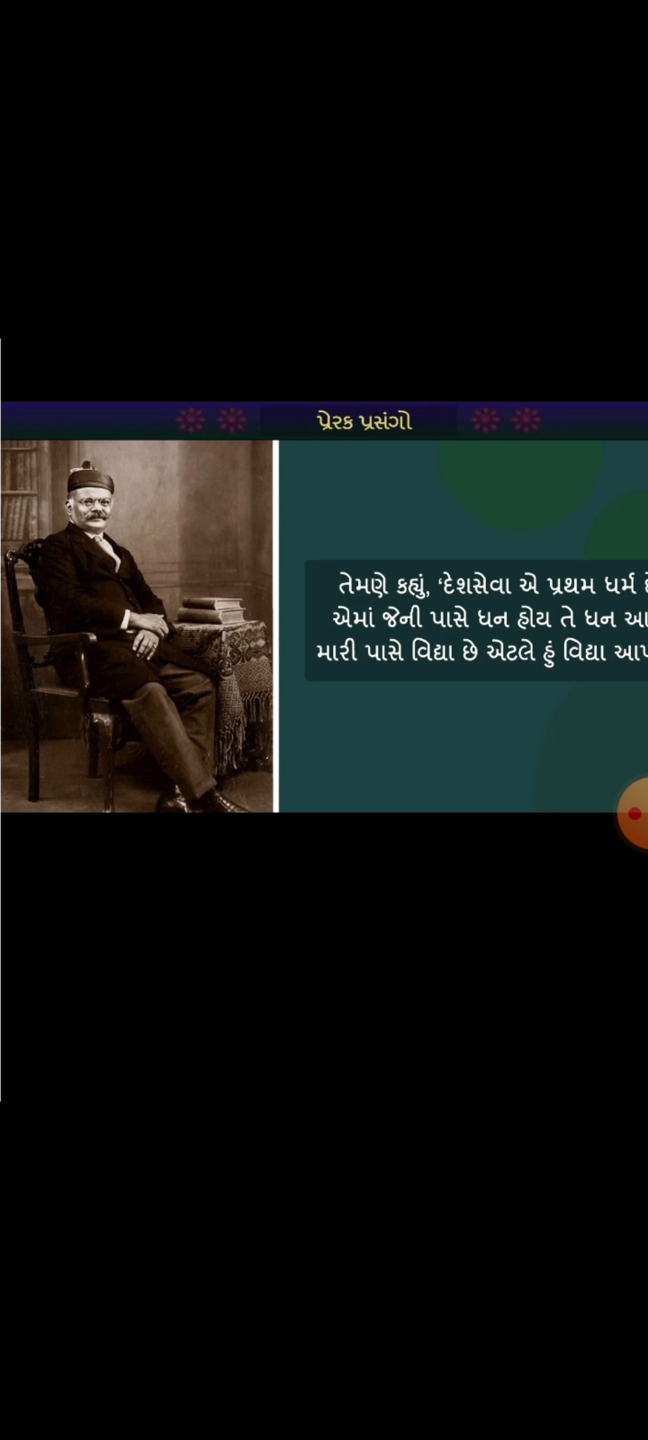 પ્રેરક પ્રસંગો
તેમણે કહ્યું, ‘દેશસેવા એ પ્રથમ ધર્મ
એમાં જેની પાસે ધન હોય તે ધન
મારી પાસે વિદ્યા છે એટલે હું વિદ્યા